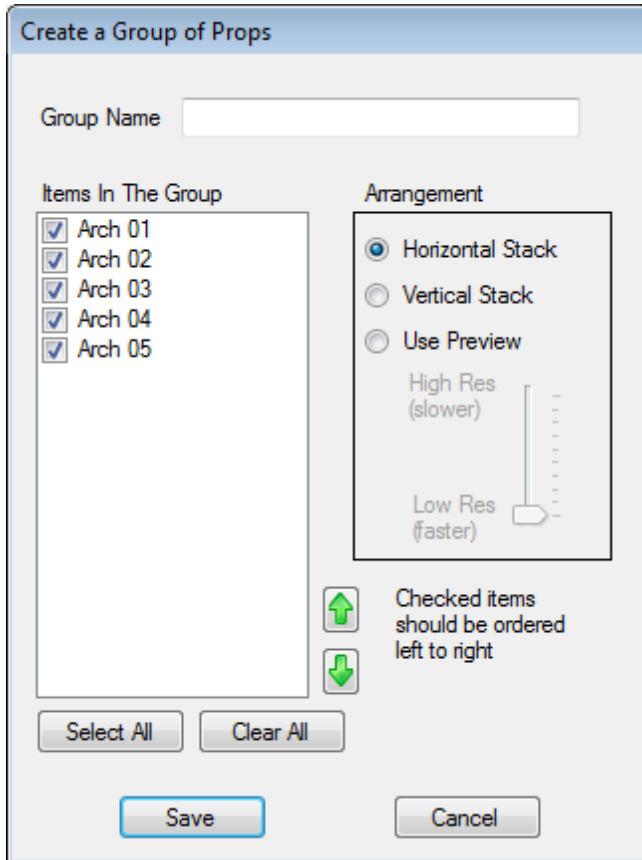 Create a Group of Props
Group Name
Items In The Group
Arch 01
Arch 02
Arch 03
Arch 04
Arch 05
Arrangement
Horizontal Stack
Vertical Stack
Use Preview
High Res
(slower)
Low Res
(faster)
Checked items
should be ordered
left to right
Select All
Clear All
Save
Cancel